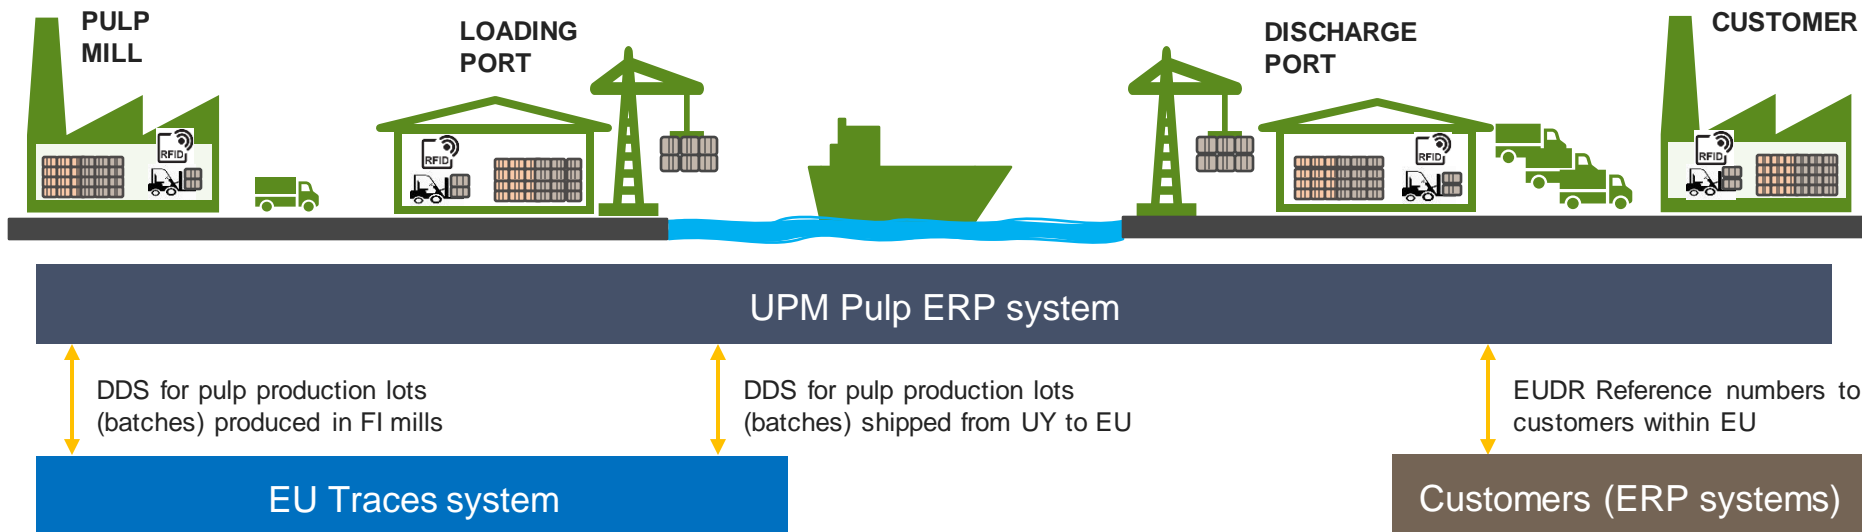 PULP
MILL
LOADING
PORT
DISCHARGE
PORT
CUSTOMER
RFID
RFID
RFID
RFID
UPM Pulp ERP system
DDS for pulp production lots
(batches) produced in FI mills
DDS for pulp production lots
(batches) shipped from UY to EU
EUDR Reference numbers to
customers within EU
EU Traces system
Customers (ERP systems)